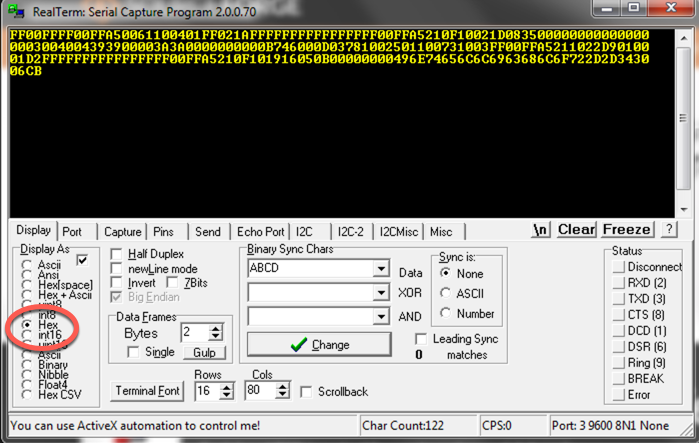 RealTerm: Serial Capture Program 2.0.0.70
FF00FFFF00FFA50061100401FF021AFFFFFFFFFFFFFFFFFF00FFA5210F10021D0835000000000000
00030040043939000 03A3A0000000000B746000D03781002501100731003FF00FFA5211022D90100
01D2FFFFFFFFFFFFFFFFFF00FFA5210F101916050B00000000496E74656C6C6963686C6F722D2D3430
06CB
Display Port Capture Pins Send Echo Port I2C I2C-2 I2CMisc Misc \n Clear Freeze ?
Display As
Ascii
Ansi
Hex[space]
Hex + Ascii
uint8
int8
Hex
int16
uint16
Ascii
Binary
Nibble
Float4
Hex CSV
Half Duplex
newLine mode
Invert 7Bits
Big Endian
Data Frames
Bytes 2
Single Gulp
Terminal Font
Rows
16
Cols
80
Scrollback
Binary Sync Chars
ABCD
Data
XOR
AND
Change
Sync is:
None
ASCII
Number
Leading Sync
0 matches
Status
Disconnect
RXD (2)
TXD (3)
CTS (8)
DCD (1)
DSR (6)
Ring (9)
BREAK
Error
You can use ActiveX automation to control me!
Char Count:122
CPS:0
Port: 3 9600 8N1 None